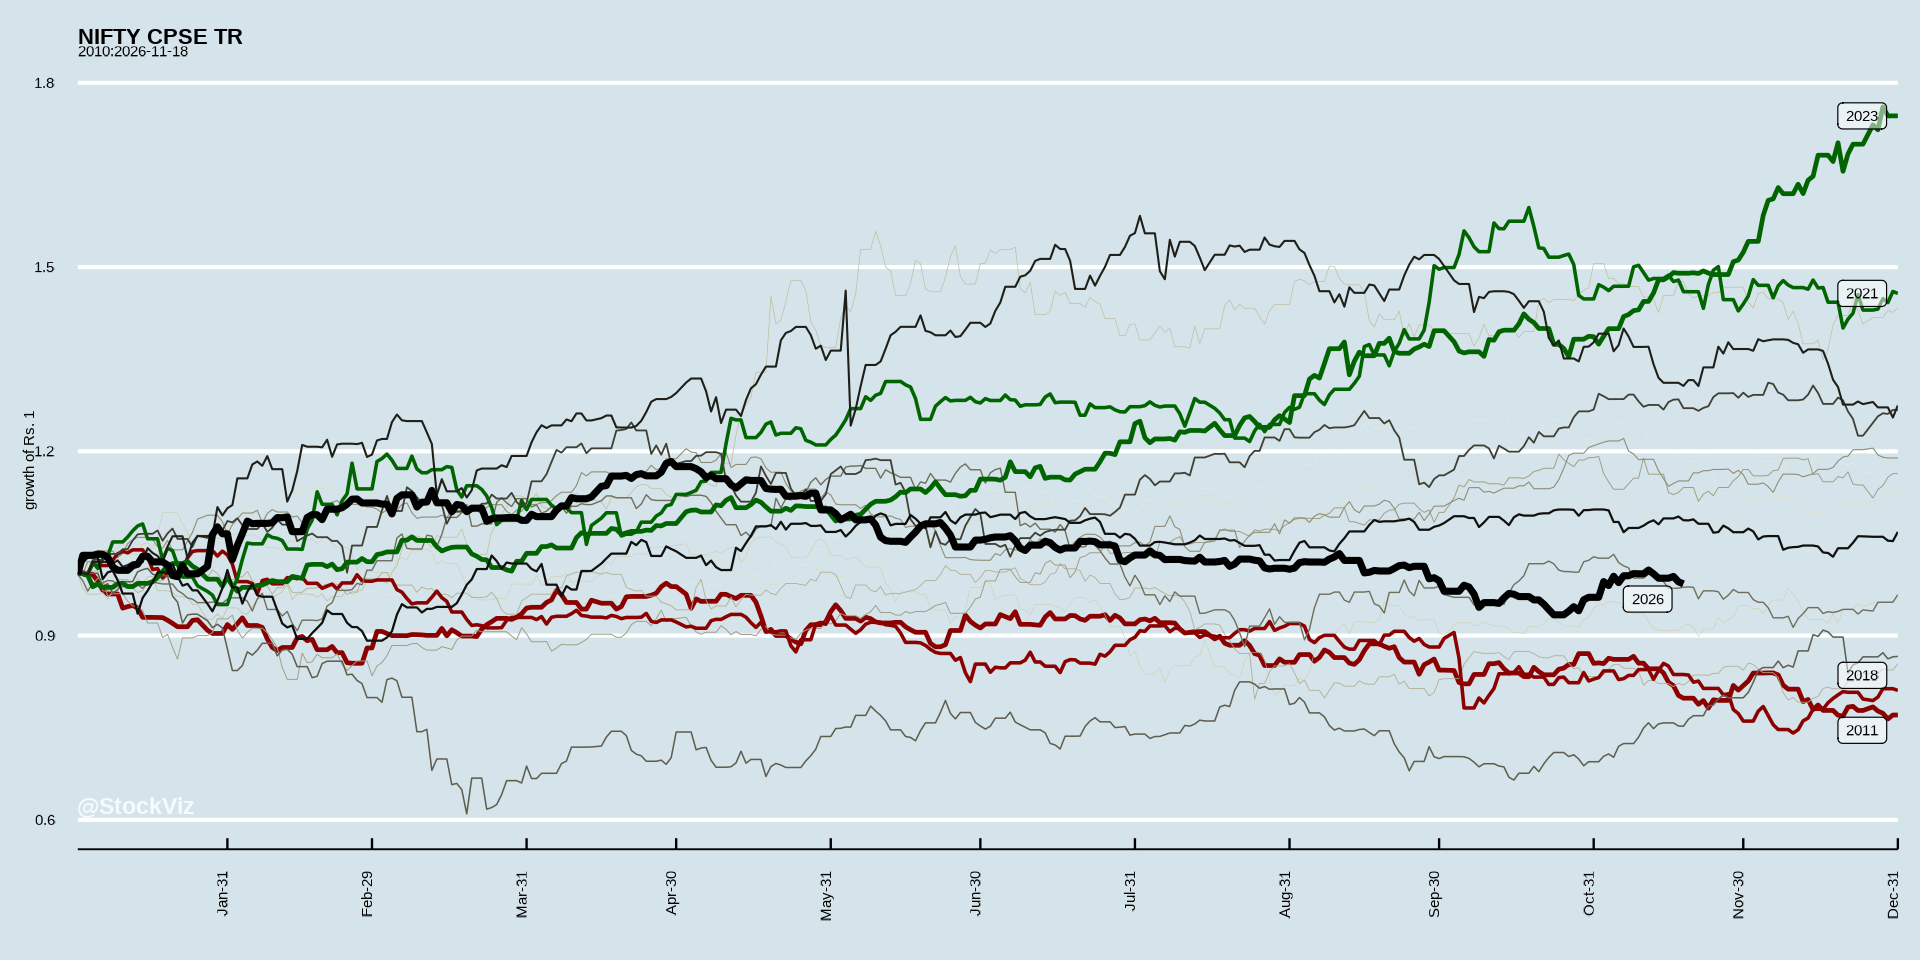 NIFTY CPSE TR
2010:2026-11-18
1.8
1.5
1.2
0.9
0.6
growth of Rs. 1
2023
2021
2026
2018
2011
@StockViz
Jan-31
Feb-29
Mar-31
Apr-30
May-31
Jun-30
Jul-31
Aug-31
Sep-30
Oct-31
Nov-30
Dec-31